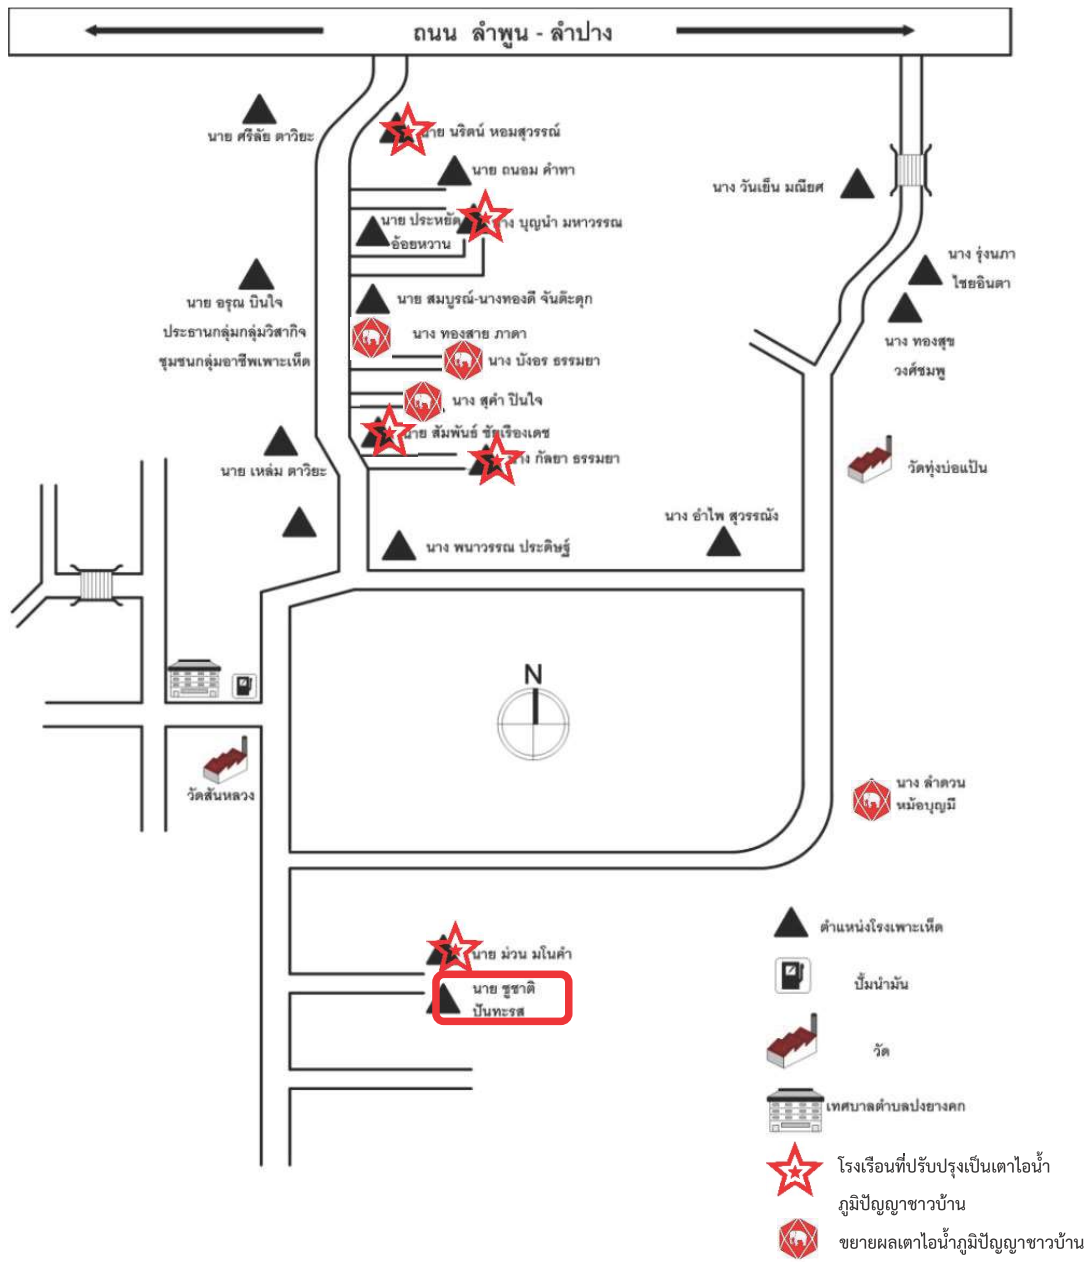 ถนน ลำพูน - ลำปาง
นาย ศรีลัย ตาวิยะ
นาย นริตน์ หอมสุวรรณ์
นาย ถนอม คำทา
นาง วันเย็น มณียศ
นาย ประหยัด
อ้อยหวาน
นาง บุญนำ มหาวรรณ
นาง รุ่งนภา
ไชยอินตา
นาย อรุณ บินใจ
ประธานกลุ่มกลุ่มวิสากิจ
ชุมชนกลุ่มอาชีพเพาะเห็ด
นาย สมบูรณ์-นางทองดี จันต๊ะดุก
นาง ทองสาย ภาดา
นาง ทองสุข
วงศ์ชมพู
นาง บังอร ธรรมยา
นาง สุคำ ปินใจ
นาย สัมพันธ์ ชัยเรืองเดช
นาย เหล่ม ตาวิยะ
นาง กัลยา ธรรมยา
วัดทุ่งบ่อแป้น
นาง อำไพ สุวรรณัง
นาง พนาวรรณ ประดิษฐ์
N
วัดสันหลวง
นาง ลำดวน
หม้อบุญมี
ตำแหน่งโรงเพาะเห็ด
นาย ม่วน มโนคำ
ปั้มน้ำมัน
นาย ชูชาติ
ปันทะรส
วัด
เทศบาลตำบลปงยางคก
โรงเรือนที่ปรับปรุงเป็นเตาไอน้ำ
ภูมิปัญญาชาวบ้าน
ขยายผลเตาไอน้ำภูมิปัญญาชาวบ้าน